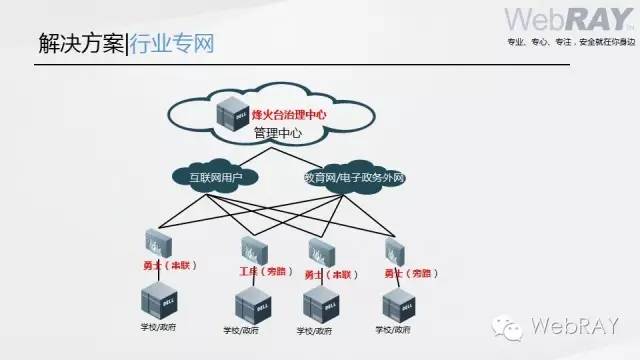 WebRAY
专业、专心、专注，安全就在你身边
解决方案|行业专网
烽火台治理中心
DELL
管理中心
互联网用户
教育网/电子政务外网
勇士（串联）
工兵（旁路）
勇士（串联
勇士（旁路）
DELL
DELL
DELL
DELL
学校/政府
学校/政府
学校/政府
学校/政府
WebRAY